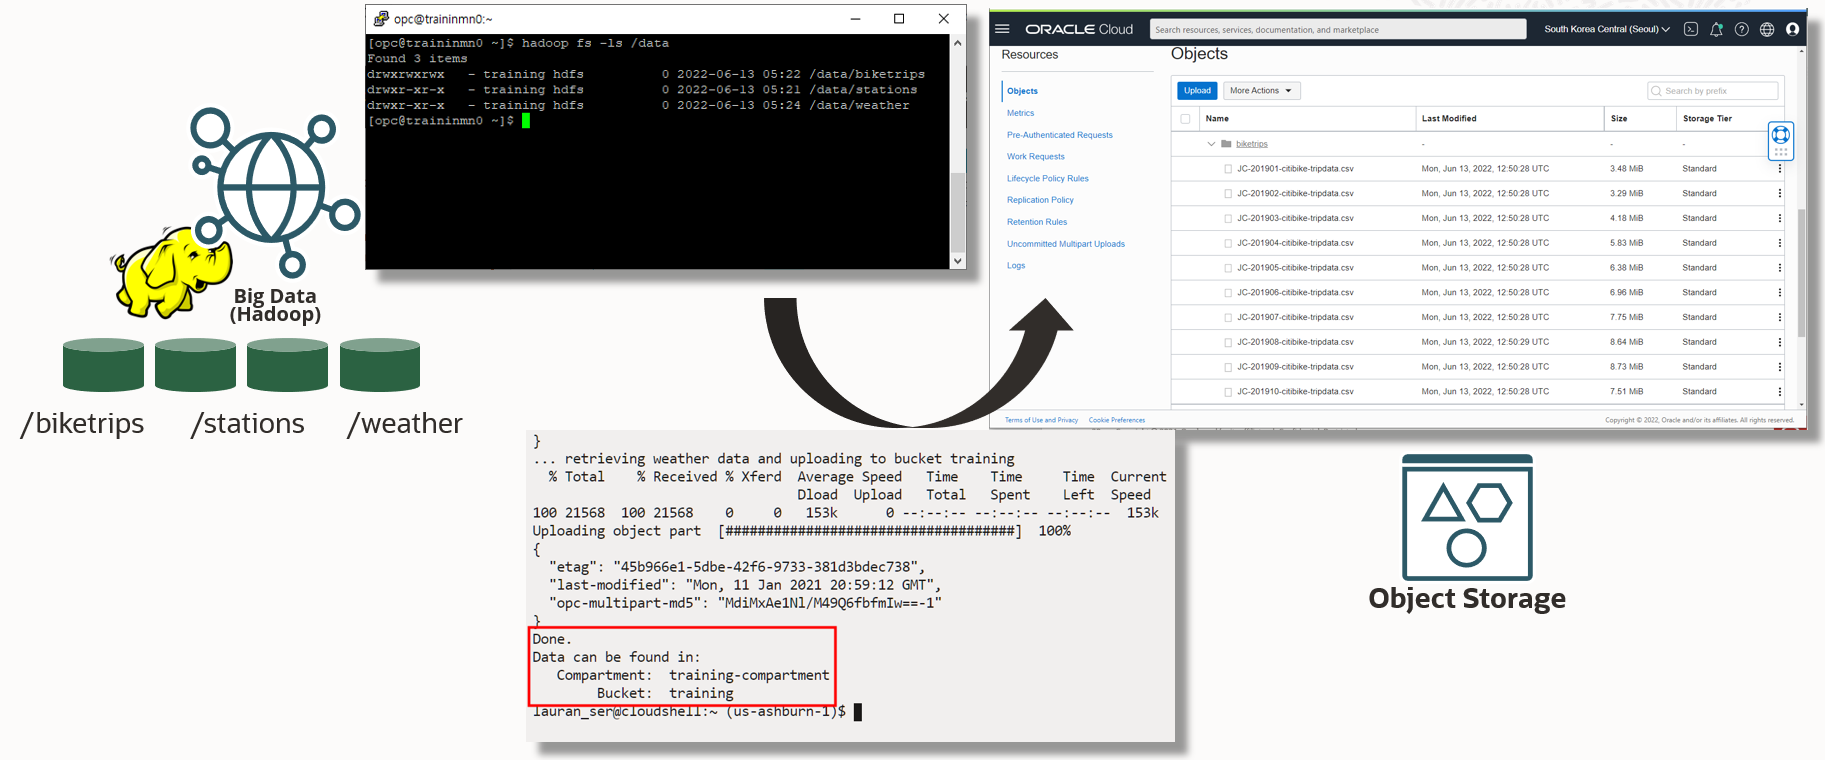 opc@traininmn0:~
[opc@traininmn0 ~]$ hadoop fs -ls /data
Found 3 items
drwxrwxrwx   - training hdfs          0 2022-06-13 05:22 /data/biketrips
drwxr-xr-x   - training hdfs          0 2022-06-13 05:21 /data/stations
drwxr-xr-x   - training hdfs          0 2022-06-13 05:24 /data/weather
[opc@traininmn0 ~]$
Big Data
(Hadoop)
/biketrips /stations /weather
ORACLE Cloud Search resources, services, documentation, and marketplace South Korea Central (Seoul)
Resources
Objects
Metrics
Pre-Authenticated Requests
Work Requests
Lifecycle Policy Rules
Replication Policy
Retention Rules
Uncommitted Multipart Uploads
Logs
Objects
Upload More Actions Search by prefix
Name Last Modified Size Storage Tier
biketrips - - -
JC-201901-citibike-tripdata.csv Mon, Jun 13, 2022, 12:50:28 UTC 3.48 MiB Standard
JC-201902-citibike-tripdata.csv Mon, Jun 13, 2022, 12:50:28 UTC 3.29 MiB Standard
JC-201903-citibike-tripdata.csv Mon, Jun 13, 2022, 12:50:28 UTC 4.18 MiB Standard
JC-201904-citibike-tripdata.csv Mon, Jun 13, 2022, 12:50:28 UTC 5.83 MiB Standard
JC-201905-citibike-tripdata.csv Mon, Jun 13, 2022, 12:50:28 UTC 6.38 MiB Standard
JC-201906-citibike-tripdata.csv Mon, Jun 13, 2022, 12:50:28 UTC 6.96 MiB Standard
JC-201907-citibike-tripdata.csv Mon, Jun 13, 2022, 12:50:28 UTC 7.75 MiB Standard
JC-201908-citibike-tripdata.csv Mon, Jun 13, 2022, 12:50:29 UTC 8.64 MiB Standard
JC-201909-citibike-tripdata.csv Mon, Jun 13, 2022, 12:50:28 UTC 8.73 MiB Standard
JC-201910-citibike-tripdata.csv Mon, Jun 13, 2022, 12:50:28 UTC 7.51 MiB Standard
Terms of Use and Privacy Cookie Preferences Copyright © 2022, Oracle and/or its affiliates. All rights reserved.
}
... retrieving weather data and uploading to bucket training
  % Total    % Received % Xferd  Average Speed   Time    Time     Time  Current
                                 Dload  Upload   Total   Spent    Left  Speed
100 21568  100 21568    0     0   153k      0 --:--:-- --:--:-- --:--:--  153k
Uploading object part  [####################################]  100%
{
  "etag": "45b966e1-5dbe-42f6-9733-381d3bdec738",
  "last-modified": "Mon, 11 Jan 2021 20:59:12 GMT",
  "opc-multipart-md5": "MdiMxAe1Nl/M49Q6fbfmIw==-1"
}
Done.
Data can be found in:
   Compartment:  training-compartment
        Bucket:  training
lauran_ser@cloudshell:~ (us-ashburn-1)$
Object Storage